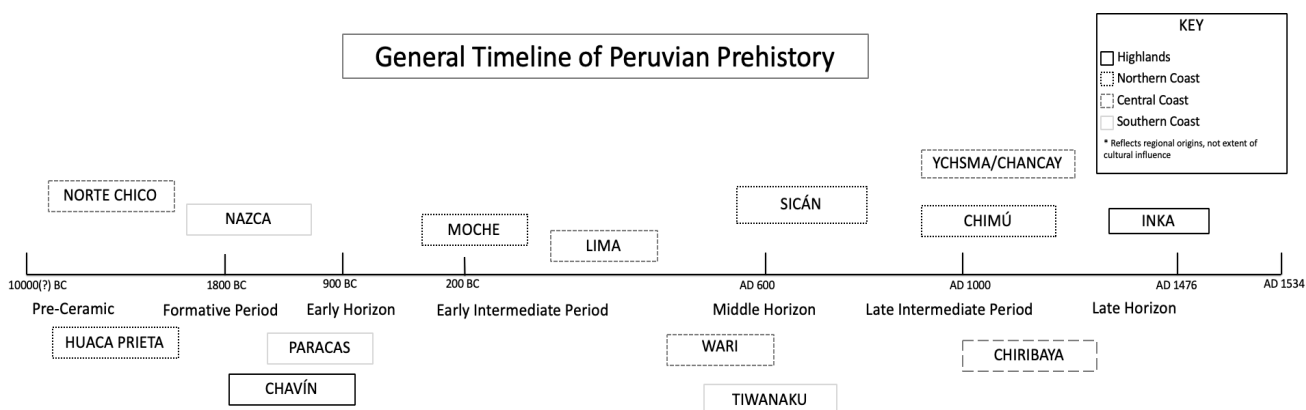 General Timeline of Peruvian Prehistory
KEY
Highlands
Northern Coast
Central Coast
Southern Coast
* Reflects regional origins, not extent of
cultural influence
YCHSMA/CHANCAY
NORTE CHICO
NAZCA
MOCHE
LIMA
SICÁN
CHIMÚ
INKA
10000(?) BC
1800 BC
900 BC
200 BC
AD 600
AD 1000
AD 1476
AD 1534
Pre-Ceramic
Formative Period
Early Horizon
Early Intermediate Period
Middle Horizon
Late Intermediate Period
Late Horizon
HUACA PRIETA
PARACAS
CHAVÍN
WARI
TIWANAKU
CHIRIBAYA